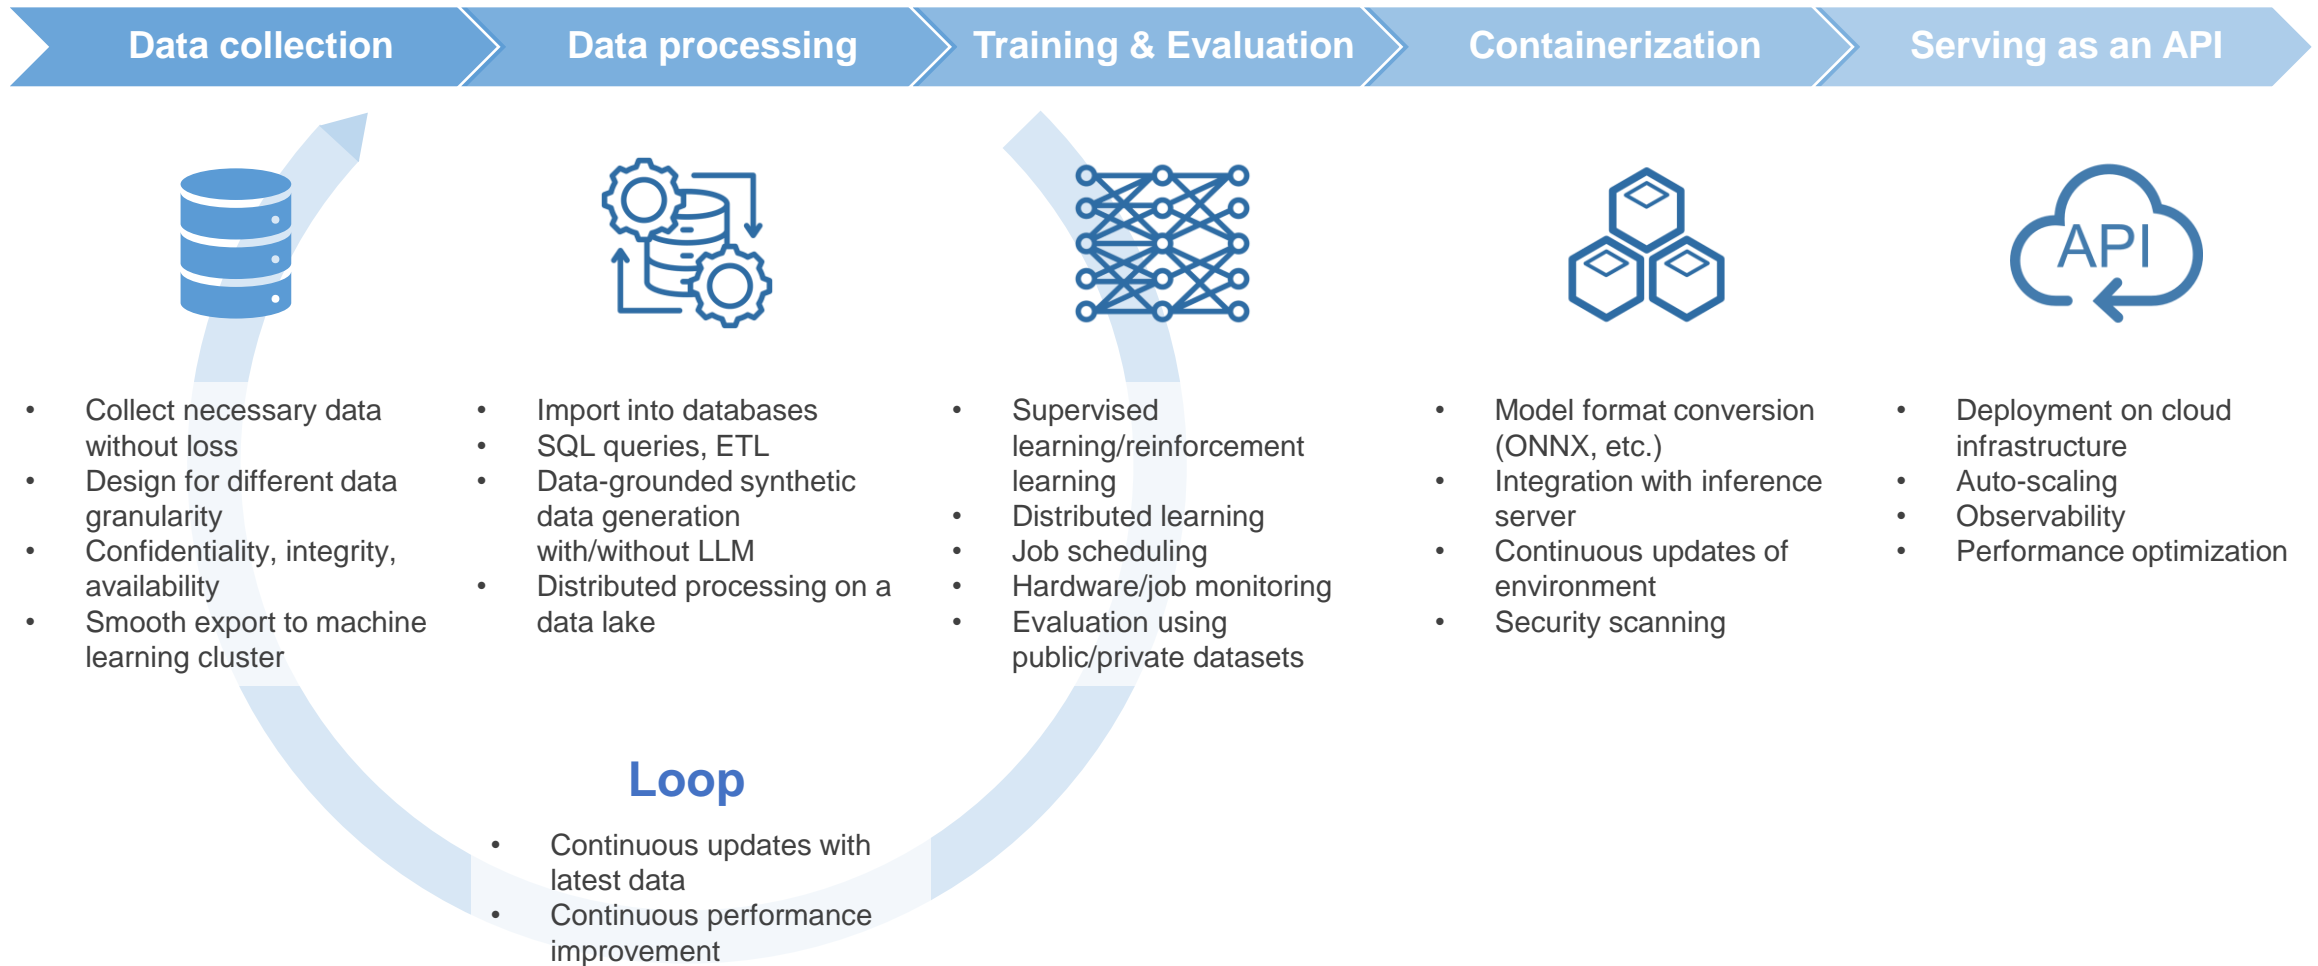 Data collection
Data processing
Training & Evaluation
Containerization
Serving as an API
API
• Collect necessary data
without loss
• Design for different data
granularity
• Confidentiality, integrity,
availability
• Smooth export to machine
learning cluster
• Import into databases
• SQL queries, ETL
• Data-grounded synthetic
data generation
with/without LLM
• Distributed processing on a
data lake
• Supervised
learning/reinforcement
learning
• Distributed learning
• Job scheduling
• Hardware/job monitoring
• Evaluation using
public/private datasets
• Model format conversion
(ONNX, etc.)
• Integration with inference
server
• Continuous updates of
environment
• Security scanning
• Deployment on cloud
infrastructure
• Auto-scaling
• Observability
• Performance optimization
Loop
• Continuous updates with
latest data
• Continuous performance
improvement